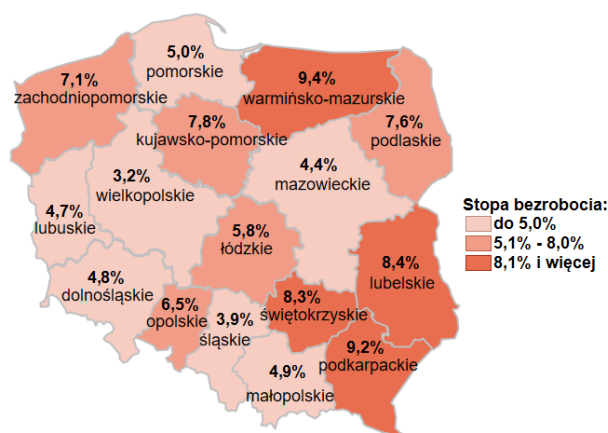 5,0%
pomorskie
7,1%
zachodniopomorskie
9,4%
warmińsko-mazurskie
7,8%
kujawsko-pomorskie
7,6%
podlaskie
3,2%
wielkopolskie
4,4%
mazowieckie
4,7%
lubuskie
5,8%
łódzkie
4,8%
dolnośląskie
6,5%
opolskie
3,9%
śląskie
8,3%
świętokrzyskie
8,4%
lubelskie
9,2%
podkarpackie
4,9%
małopolskie
Stopa bezrobocia:
do 5,0%
5,1% - 8,0%
8,1% i więcej